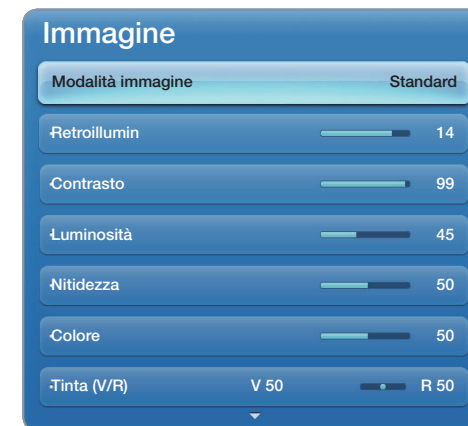 Immagine
Modalità immagine Standard
·Retroillumin 14
·Contrasto 99
·Luminosità 45
·Nitidezza 50
·Colore 50
·Tinta (V/R) V 50 R 50